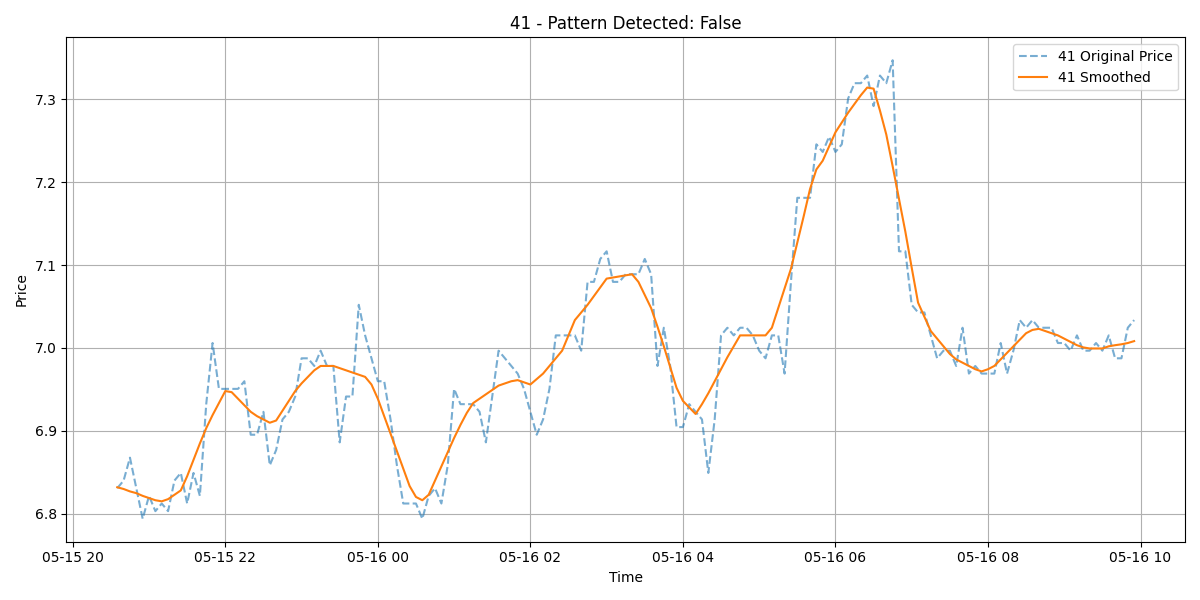 41 - Pattern Detected: False
41 Original Price
41 Smoothed
Price
7.3
7.2
7.1
7.0
6.9
6.8
05-15 20
05-15 22
05-16 00
05-16 02
05-16 04
05-16 06
05-16 08
05-16 10
Time